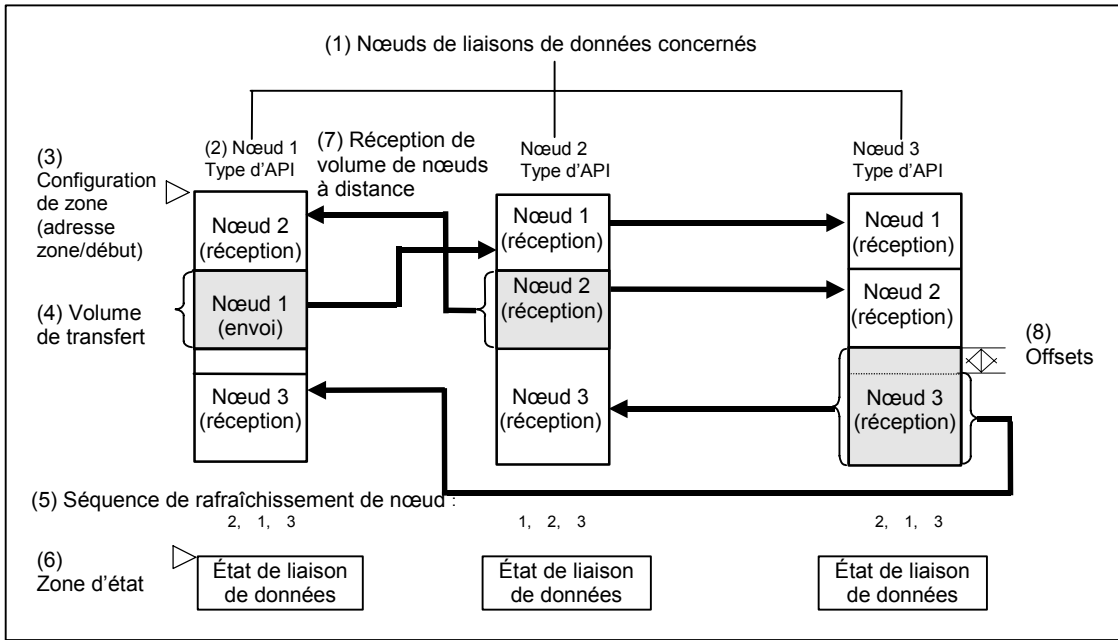 (1) Nœuds de liaisons de données concernés
(2) Nœud 1
Type d'API
(7) Réception de
volume de nœuds
à distance
Nœud 2
Type d'API
Nœud 3
Type d'API
(3)
Configuration
de zone
(adresse
zone/début)
Nœud 2
(réception)
Nœud 1
(réception)
Nœud 1
(réception)
(4) Volume
de transfert
Nœud 1
(envoi)
Nœud 2
(réception)
Nœud 2
(réception)
(8)
Offsets
Nœud 3
(réception)
Nœud 3
(réception)
Nœud 3
(réception)
(5) Séquence de rafraîchissement de nœud :
2, 1, 3
1, 2, 3
2, 1, 3
(6)
Zone d'état
État de liaison
de données
État de liaison
de données
État de liaison
de données